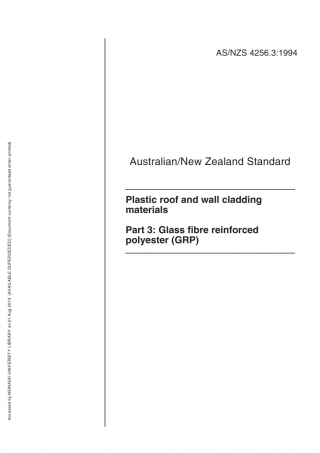 AS/NZS 4256.3:1994
Australian/New Zealand Standard
Plastic roof and wall cladding
materials
Part 3: Glass fibre reinforced
polyester (GRP)
Accessed by MONASH UNIVERSITY LIBRARY on 21 Aug 2013 [AVAILABLE SUPERSEDED] (Document currency not guaranteed when printed)